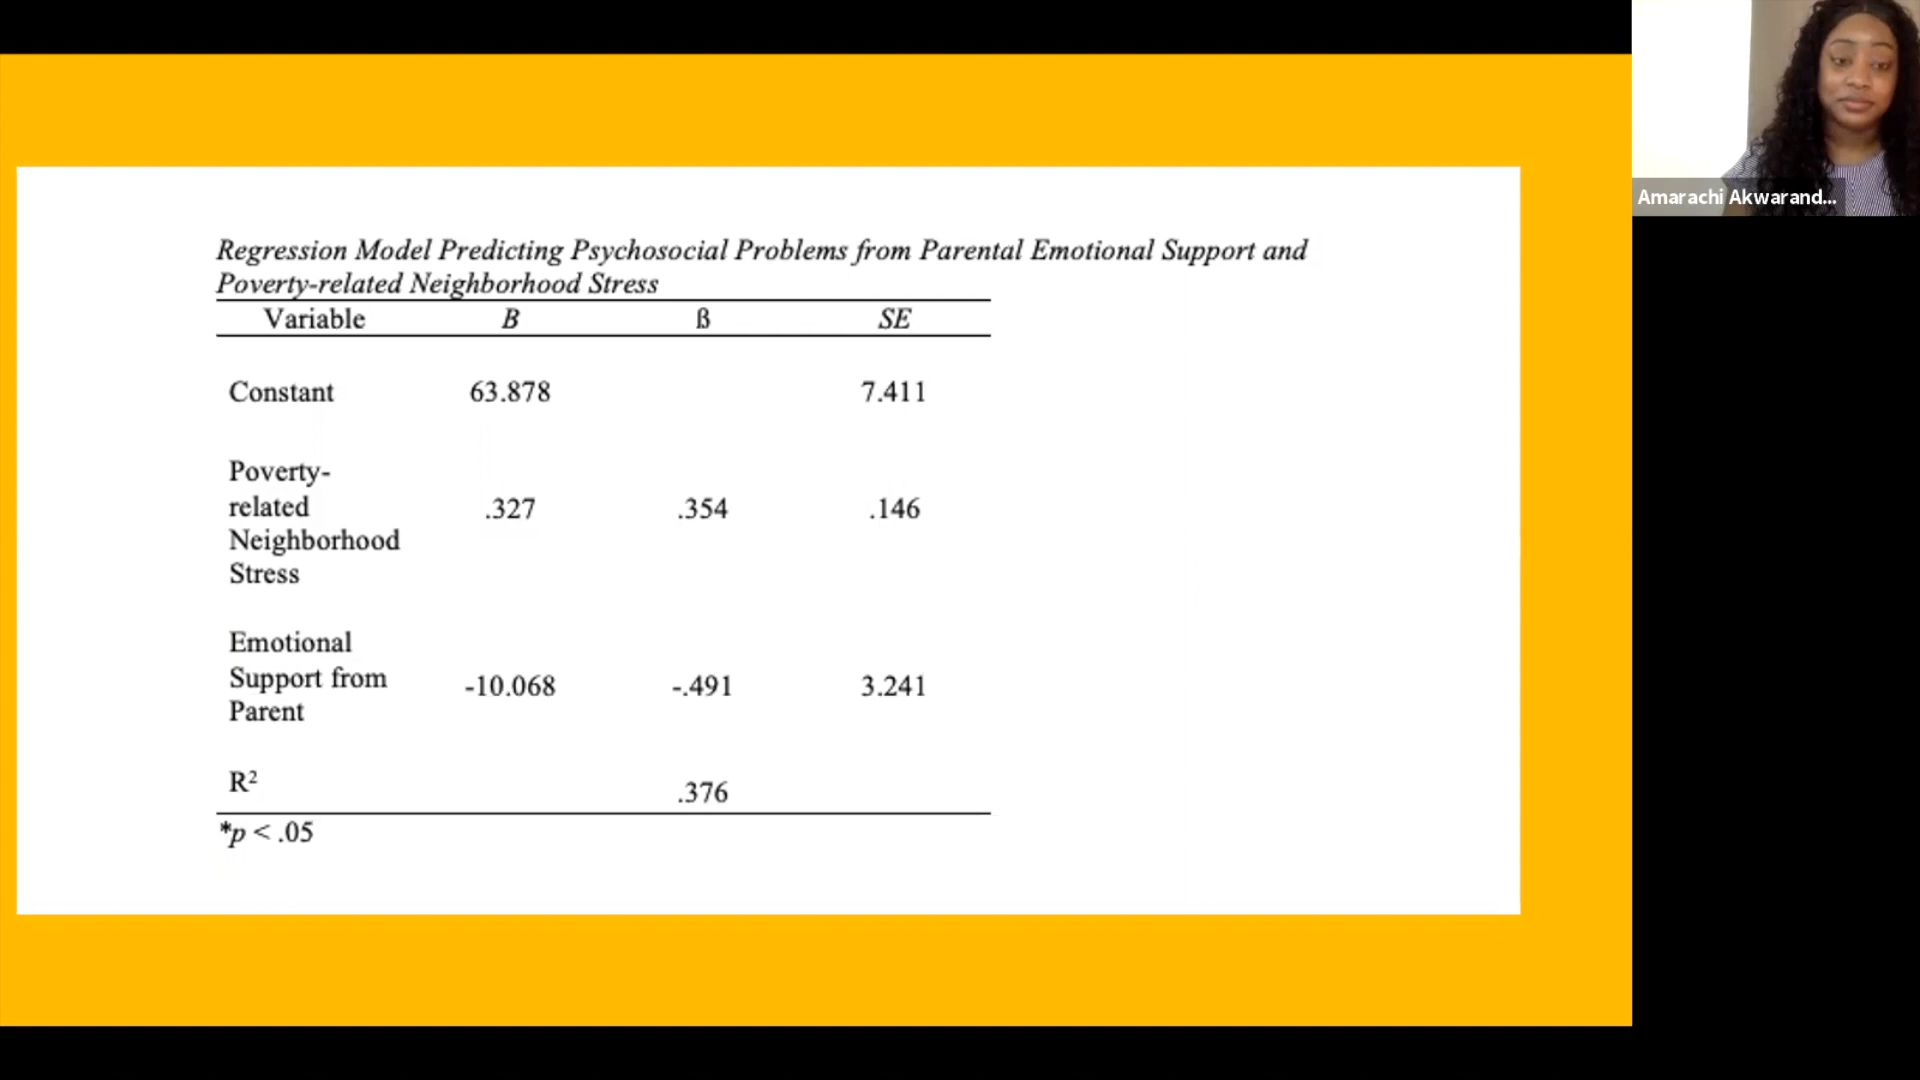 Regression Model Predicting Psychosocial Problems from Parental Emotional Support and
Poverty-related Neighborhood Stress
Variable B ß SE
Constant 63.878 7.411
Poverty-
related .327 .354 .146
Neighborhood
Stress
Emotional
Support from -10.068 -.491 3.241
Parent
R² .376
*p < .05
Amarachi Akwarand...